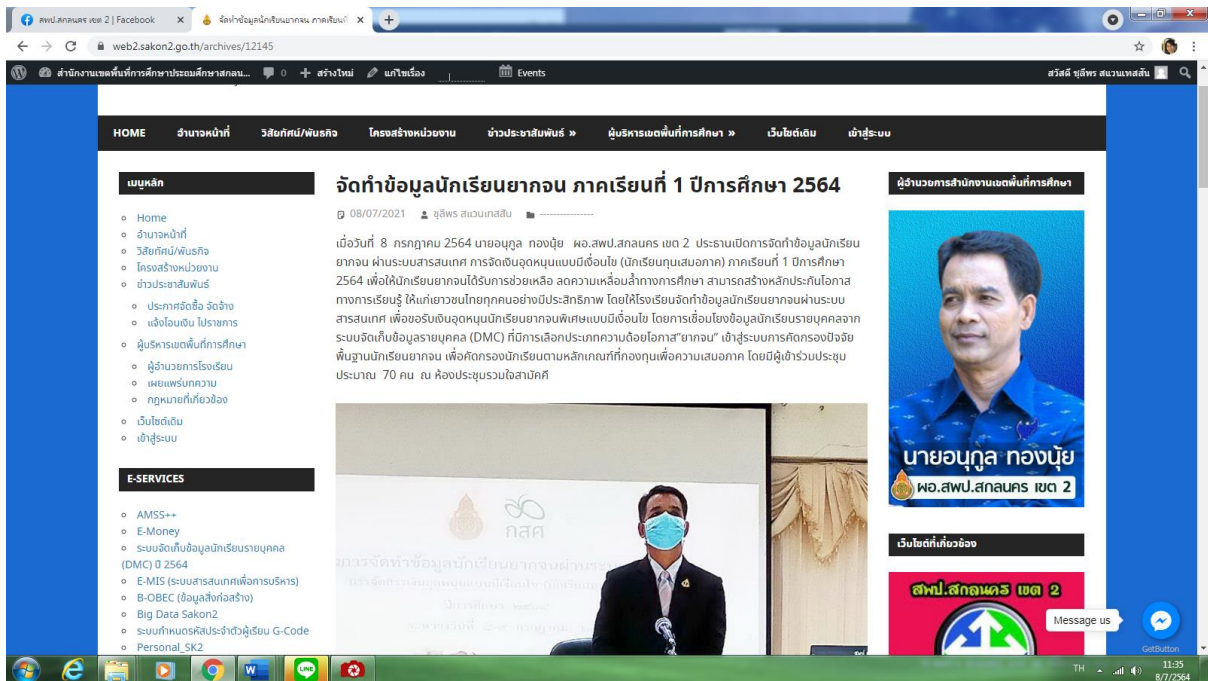 สพป.สกลนคร เขต 2 | Facebook
จัดทำข้อมูลนักเรียนยากจน ภาคเรียนที่
web2.sakon2.go.th/archives/12145
สำนักงานเขตพื้นที่การศึกษาประถมศึกษาสกลน... 0 + สร้างใหม่ แก้ไขเรื่อง Events
สวัสดี ชุลีพร สแวนเทสสัน
HOME อำนาจหน้าที่ วิสัยทัศน์/พันธกิจ โครงสร้างหน่วยงาน ข่าวประชาสัมพันธ์ » ผู้บริหารเขตพื้นที่การศึกษา » เว็บไซต์เดิม เข้าสู่ระบบ
เมนูหลัก
Home
อำนาจหน้าที่
วิสัยทัศน์/พันธกิจ
โครงสร้างหน่วยงาน
ข่าวประชาสัมพันธ์
ประกาศจัดซื้อ จัดจ้าง
แจ้งโอนเงิน ไปราชการ
ผู้บริหารเขตพื้นที่การศึกษา
ผู้อำนวยการโรงเรียน
เผยแพร่บทความ
กฎหมายที่เกี่ยวข้อง
เว็บไซต์เดิม
เข้าสู่ระบบ
E-SERVICES
AMSS++
E-Money
ระบบจัดเก็บข้อมูลนักเรียนรายบุคคล
(DMC) ปี 2564
E-MIS (ระบบสารสนเทศเพื่อการบริหาร)
B-OBEC (ข้อมูลสิ่งก่อสร้าง)
Big Data Sakon2
ระบบกำหนดรหัสประจำตัวผู้เรียน G-Code
Personal_SK2
จัดทำข้อมูลนักเรียนยากจน ภาคเรียนที่ 1 ปีการศึกษา 2564
08/07/2021 ชุลีพร สแวนเทสสัน ----------------
เมื่อวันที่ 8 กรกฎาคม 2564 นายอนุกูล ทองนุ้ย ผอ.สพป.สกลนคร เขต 2 ประธานเปิดการจัดทำข้อมูลนักเรียน
ยากจน ผ่านระบบสารสนเทศ การจัดเงินอุดหนุนแบบมีเงื่อนไข (นักเรียนทุนเสมอภาค) ภาคเรียนที่ 1 ปีการศึกษา
2564 เพื่อให้นักเรียนยากจนได้รับการช่วยเหลือ ลดความเหลื่อมล้ำทางการศึกษา สามารถสร้างหลักประกันโอกาส
ทางการเรียนรู้ ให้แก่เยาวชนไทยทุกคนอย่างมีประสิทธิภาพ โดยให้โรงเรียนจัดทำข้อมูลนักเรียนยากจนผ่านระบบ
สารสนเทศ เพื่อขอรับเงินอุดหนุนนักเรียนยากจนพิเศษแบบมีเงื่อนไข โดยการเชื่อมโยงข้อมูลนักเรียนรายบุคคลจาก
ระบบจัดเก็บข้อมูลรายบุคคล (DMC) ที่มีการเลือกประเภทความด้อยโอกาส"ยากจน" เข้าสู่ระบบการคัดกรองปัจจัย
พื้นฐานนักเรียนยากจน เพื่อคัดกรองนักเรียนตามหลักเกณฑ์ที่กองทุนเพื่อความเสมอภาค โดยมีผู้เข้าร่วมประชุม
ประมาณ 70 คน ณ ห้องประชุมรวมใจสามัคคี
กสศ
ผู้อำนวยการสำนักงานเขตพื้นที่การศึกษา
นายอนุกูล ทองนุ้ย
ผอ.สพป.สกลนคร เขต 2
เว็บไซต์ที่เกี่ยวข้อง
สพป.สกลนคร เขต 2
Message us
GetButton
TH
11:35
8/7/2564